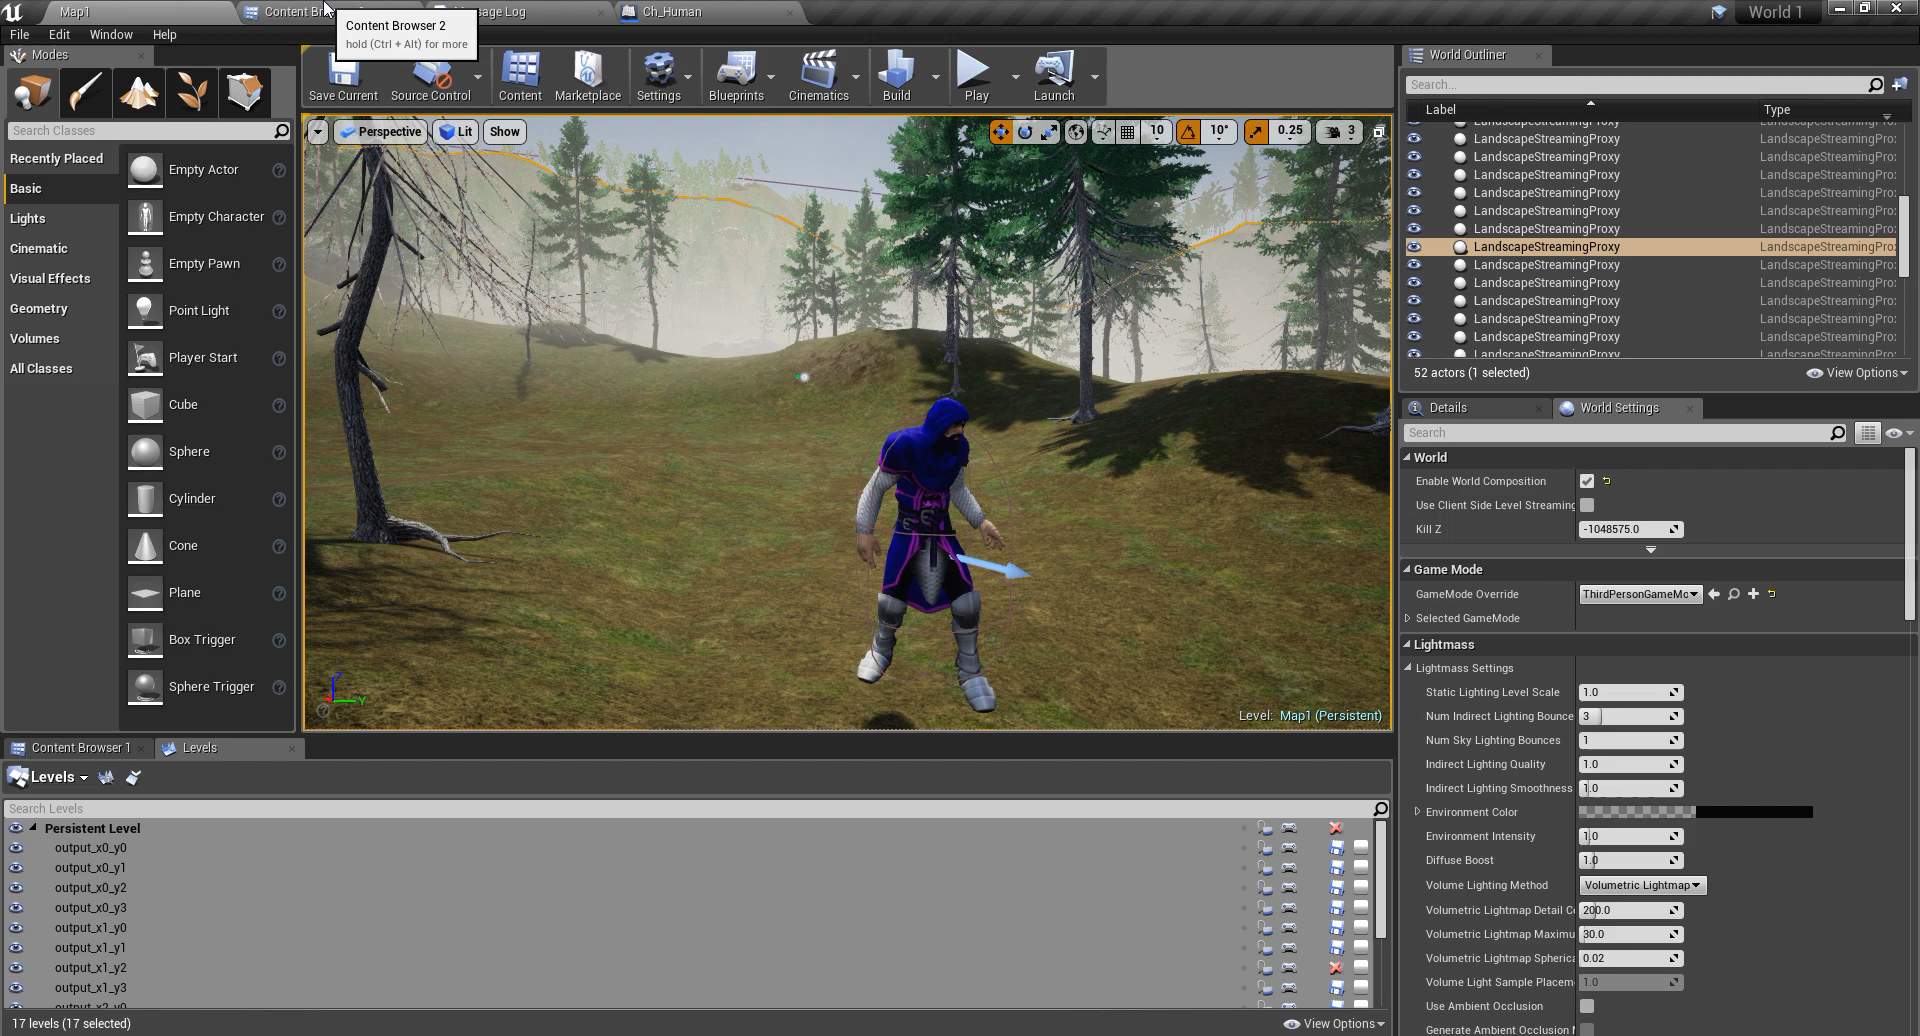 Map1
Content Br
Message Log
Ch_Human
World 1
Content Browser 2
hold (Ctrl + Alt) for more
File Edit Window Help
Modes
Search Classes
Recently Placed
Basic
Lights
Cinematic
Visual Effects
Geometry
Volumes
All Classes
Empty Actor
Empty Character
Empty Pawn
Point Light
Player Start
Cube
Sphere
Cylinder
Cone
Plane
Box Trigger
Sphere Trigger
Save Current Source Control Content Marketplace Settings Blueprints Cinematics Build Play Launch
Perspective Lit Show
10 10° 0.25 3
Z
Y
Level: Map1 (Persistent)
Content Browser 1
Levels
Levels
Search Levels
Persistent Level
output_x0_y0
output_x0_y1
output_x0_y2
output_x0_y3
output_x1_y0
output_x1_y1
output_x1_y2
output_x1_y3
output_x2_y0
17 levels (17 selected)
View Options
World Outliner
Search...
Label Type
LandscapeStreamingProxy LandscapeStreamingPro:
LandscapeStreamingProxy LandscapeStreamingPro:
LandscapeStreamingProxy LandscapeStreamingPro:
LandscapeStreamingProxy LandscapeStreamingPro:
LandscapeStreamingProxy LandscapeStreamingPro:
LandscapeStreamingProxy LandscapeStreamingPro:
LandscapeStreamingProxy LandscapeStreamingPro:
LandscapeStreamingProxy LandscapeStreamingPro:
LandscapeStreamingProxy LandscapeStreamingPro:
LandscapeStreamingProxy LandscapeStreamingPro:
LandscapeStreamingProxy LandscapeStreamingPro:
LandscapeStreamingProxy LandscapeStreamingPro:
LandscapeStreamingProxy LandscapeStreamingPro:
LandscapeStreamingProxy LandscapeStreamingPro:
52 actors (1 selected)
View Options
Details
World Settings
Search
World
Enable World Composition
Use Client Side Level Streaming
Kill Z -1048575.0
Game Mode
GameMode Override ThirdPersonGameMo
Selected GameMode
Lightmass
Lightmass Settings
Static Lighting Level Scale 1.0
Num Indirect Lighting Bounce 3
Num Sky Lighting Bounces 1
Indirect Lighting Quality 1.0
Indirect Lighting Smoothness 1.0
Environment Color
Environment Intensity 1.0
Diffuse Boost 1.0
Volume Lighting Method Volumetric Lightmap
Volumetric Lightmap Detail C 200.0
Volumetric Lightmap Maximu 30.0
Volumetric Lightmap Spherica 0.02
Volume Light Sample Placem 1.0
Use Ambient Occlusion
Generate Ambient Occlusion M